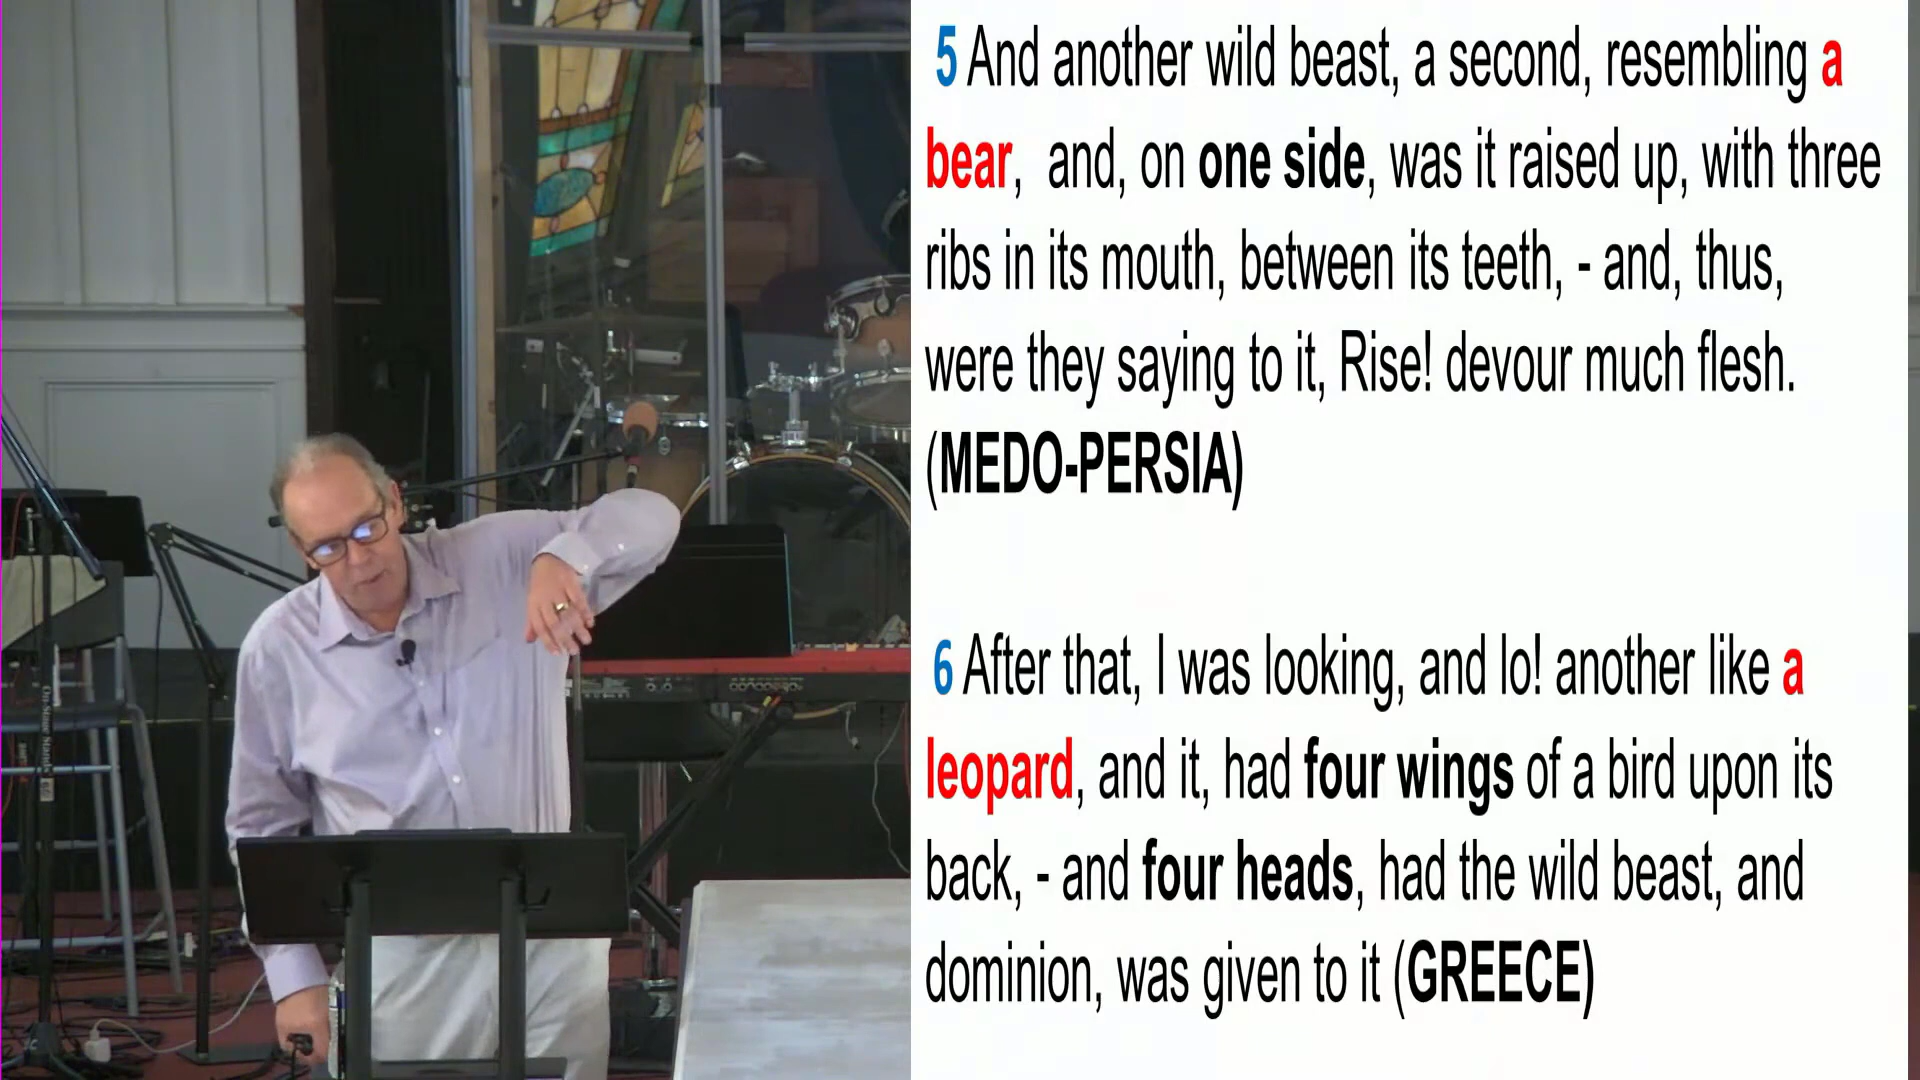 5 And another wild beast, a second, resembling a
bear, and, on one side, was it raised up, with three
ribs in its mouth, between its teeth, - and, thus,
were they saying to it, Rise! devour much flesh.
(MEDO-PERSIA)
6 After that, I was looking, and lo! another like a
leopard, and it, had four wings of a bird upon its
back, - and four heads, had the wild beast, and
dominion, was given to it (GREECE)
On-Stage Stands